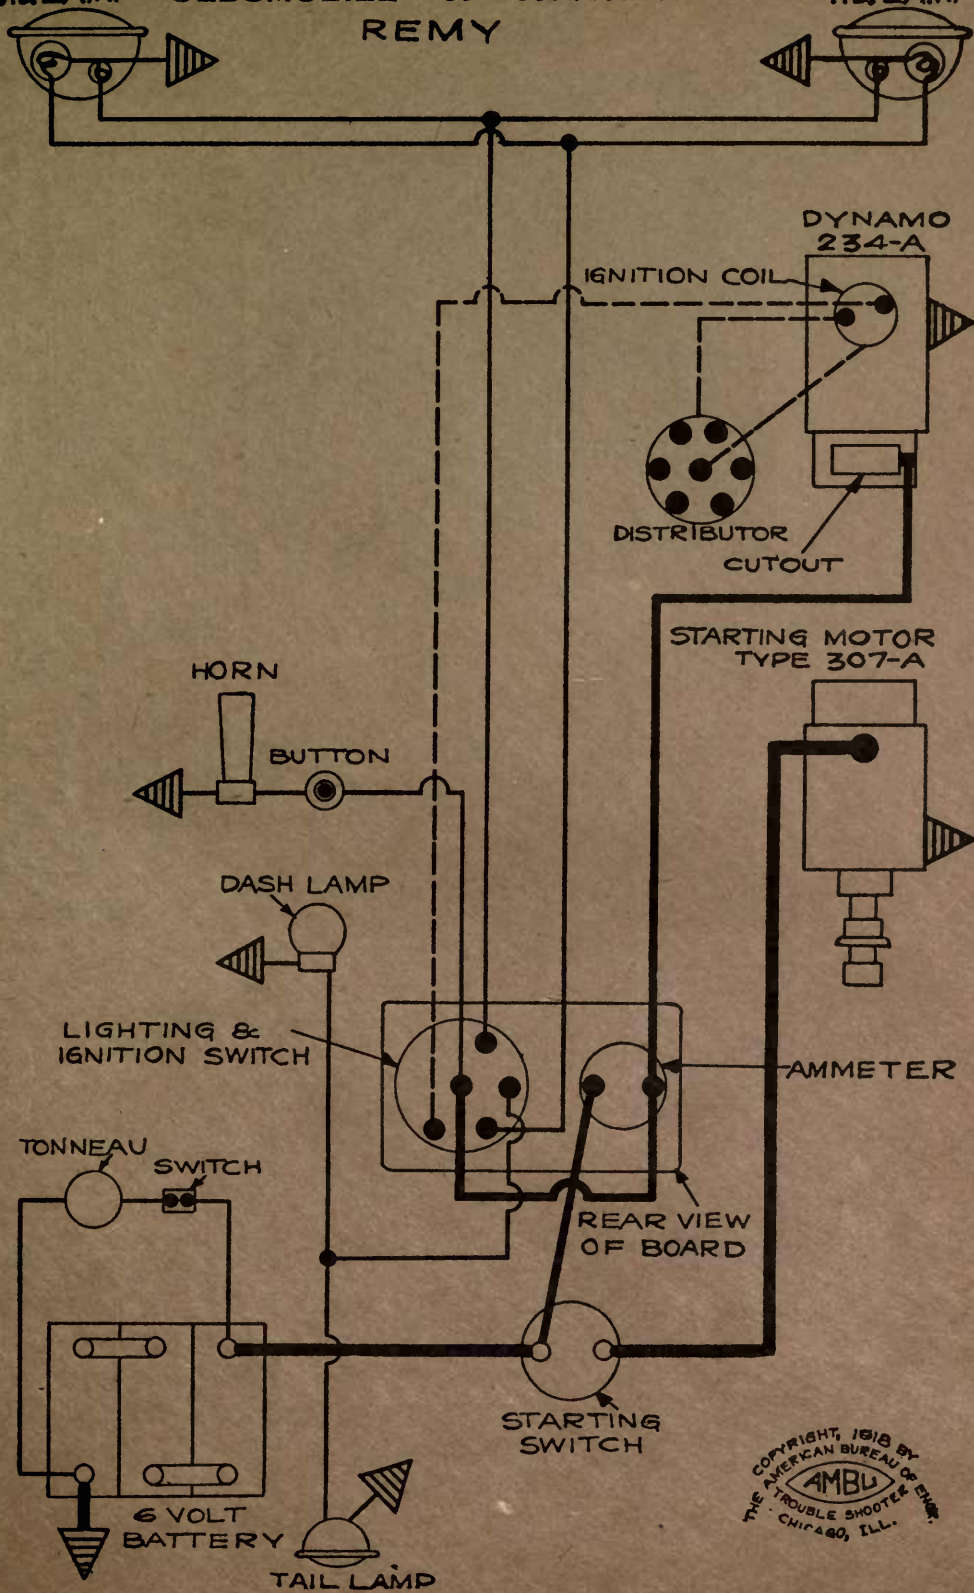 REMY
DYNAMO
234-A
IGNITION COIL
DISTRIBUTOR
CUTOUT
STARTING MOTOR
TYPE 307-A
HORN
BUTTON
DASH LAMP
LIGHTING &
IGNITION SWITCH
AMMETER
TONNEAU
SWITCH
REAR VIEW
OF BOARD
STARTING
SWITCH
6 VOLT
BATTERY
TAIL LAMP
COPYRIGHT, 1918 BY
THE AMERICAN BUREAU OF ENGR.
AMBU
TROUBLE SHOOTER
CHICAGO, ILL.